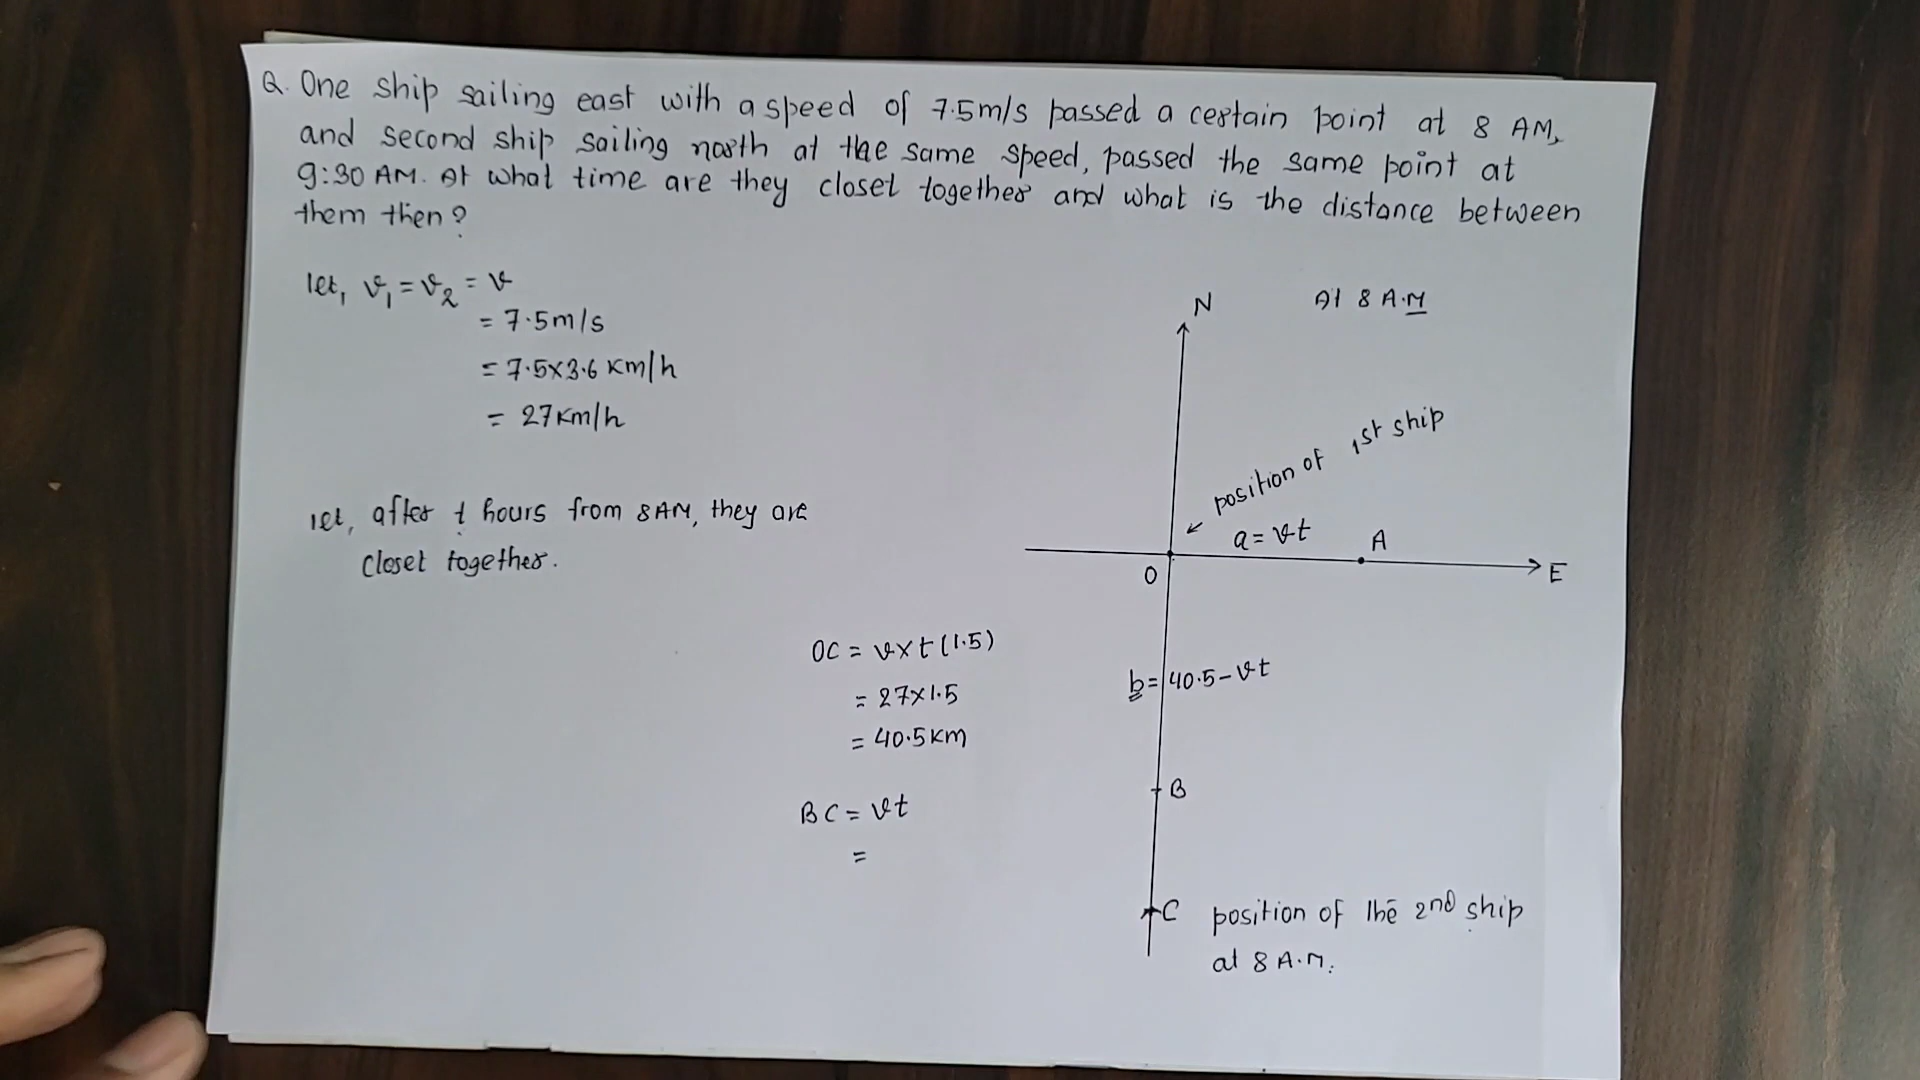 Q. One ship sailing east with a speed of 7.5m/s passed a certain point at 8 AM,
and second ship sailing north at the same speed, passed the same point at
9:30 AM. At what time are they closet together and what is the distance between
them then?
let, v₁ = v₂ = v
= 7.5m/s
= 7.5×3.6 km/h
= 27km/h
let, after t hours from 8AM, they are
closet together.
OC = v×t(1.5)
= 27×1.5
= 40.5km
BC = vt
=
At 8 A.M
N
position of 1st ship
a = vt
A
O
E
b = 40.5-vt
B
C position of the 2nd ship
at 8 A.M.